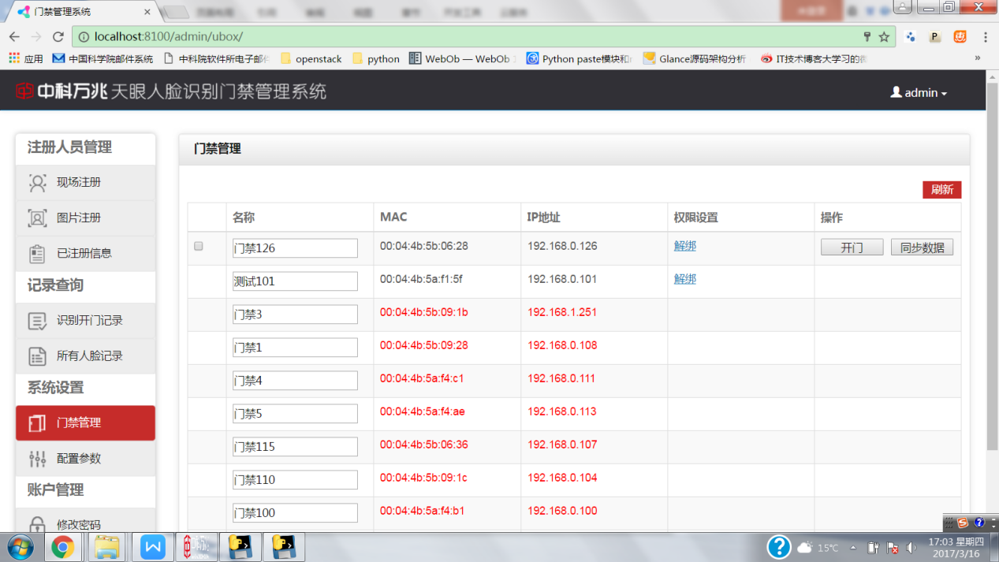 门禁管理系统
localhost:8100/admin/ubox/
应用 中国科学院邮件系统 中科院软件所电子邮件 openstack python WebOb — WebOb Python paste模块和 Glance源码架构分析 IT技术博客大学习的
中科万兆 天眼人脸识别门禁管理系统 admin
注册人员管理
现场注册
图片注册
已注册信息
记录查询
识别开门记录
所有人脸记录
系统设置
门禁管理
配置参数
账户管理
修改密码
门禁管理
刷新
名称 MAC IP地址 权限设置 操作
门禁126 00:04:4b:5b:06:28 192.168.0.126 解绑 开门 同步数据
测试101 00:04:4b:5a:f1:5f 192.168.0.101 解绑
门禁3 00:04:4b:5b:09:1b 192.168.1.251
门禁1 00:04:4b:5b:09:28 192.168.0.108
门禁4 00:04:4b:5a:f4:c1 192.168.0.111
门禁5 00:04:4b:5a:f4:ae 192.168.0.113
门禁115 00:04:4b:5b:06:36 192.168.0.107
门禁110 00:04:4b:5b:09:1c 192.168.0.104
门禁100 00:04:4b:5a:f4:b1 192.168.0.100
15℃
17:03 星期四
2017/3/16